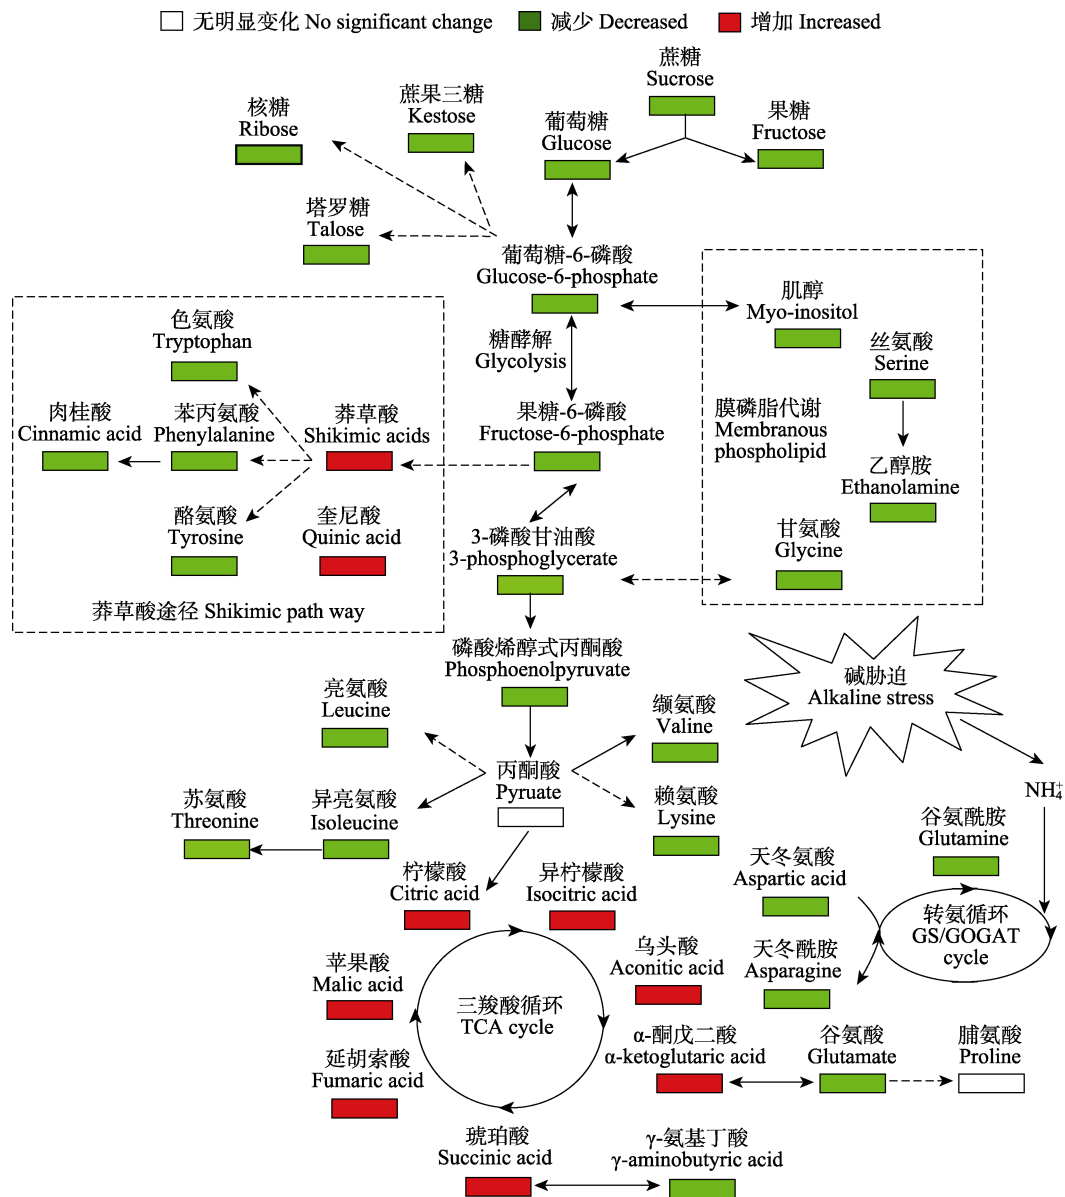 无明显变化 No significant change
减少 Decreased
增加 Increased
蔗糖
Sucrose
核糖
Ribose
蔗果三糖
Kestose
葡萄糖
Glucose
果糖
Fructose
塔罗糖
Talose
葡萄糖-6-磷酸
Glucose-6-phosphate
糖酵解
Glycolysis
肌醇
Myo-inositol
丝氨酸
Serine
膜磷脂代谢
Membranous
phospholipid
乙醇胺
Ethanolamine
甘氨酸
Glycine
色氨酸
Tryptophan
肉桂酸
Cinnamic acid
苯丙氨酸
Phenylalanine
莽草酸
Shikimic acids
果糖-6-磷酸
Fructose-6-phosphate
酪氨酸
Tyrosine
奎尼酸
Quinic acid
莽草酸途径 Shikimic path way
3-磷酸甘油酸
3-phosphoglycerate
磷酸烯醇式丙酮酸
Phosphoenolpyruvate
碱胁迫
Alkaline stress
亮氨酸
Leucine
缬氨酸
Valine
丙酮酸
Pyruate
苏氨酸
Threonine
异亮氨酸
Isoleucine
赖氨酸
Lysine
NH₄⁺
谷氨酰胺
Glutamine
柠檬酸
Citric acid
异柠檬酸
Isocitric acid
天冬氨酸
Aspartic acid
转氨循环
GS/GOGAT
cycle
苹果酸
Malic acid
乌头酸
Aconitic acid
天冬酰胺
Asparagine
三羧酸循环
TCA cycle
延胡索酸
Fumaric acid
α-酮戊二酸
α-ketoglutaric acid
谷氨酸
Glutamate
脯氨酸
Proline
琥珀酸
Succinic acid
γ-氨基丁酸
γ-aminobutyric acid